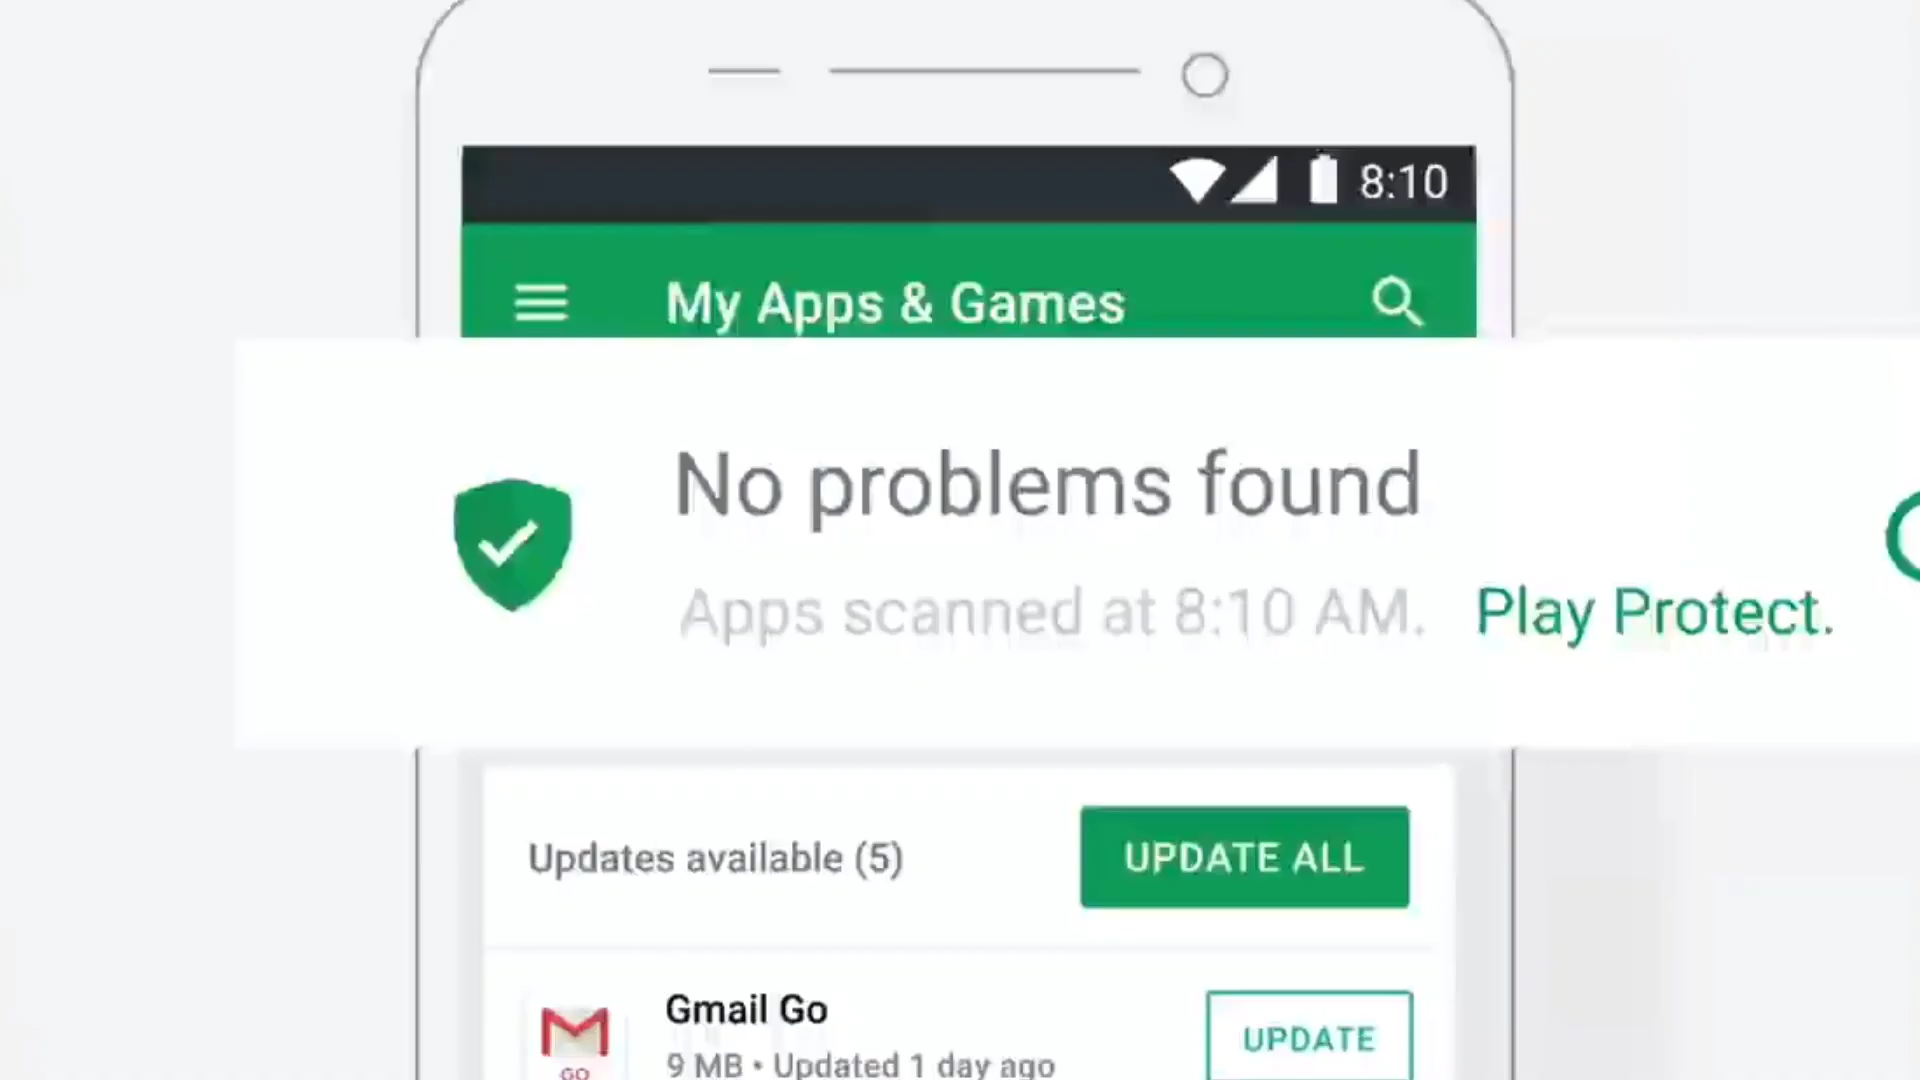 8:10
My Apps & Games
No problems found
Apps scanned at 8:10 AM. Play Protect.
Updates available (5)
UPDATE ALL
Gmail Go
UPDATE
9 MB • Updated 1 day ago
GO